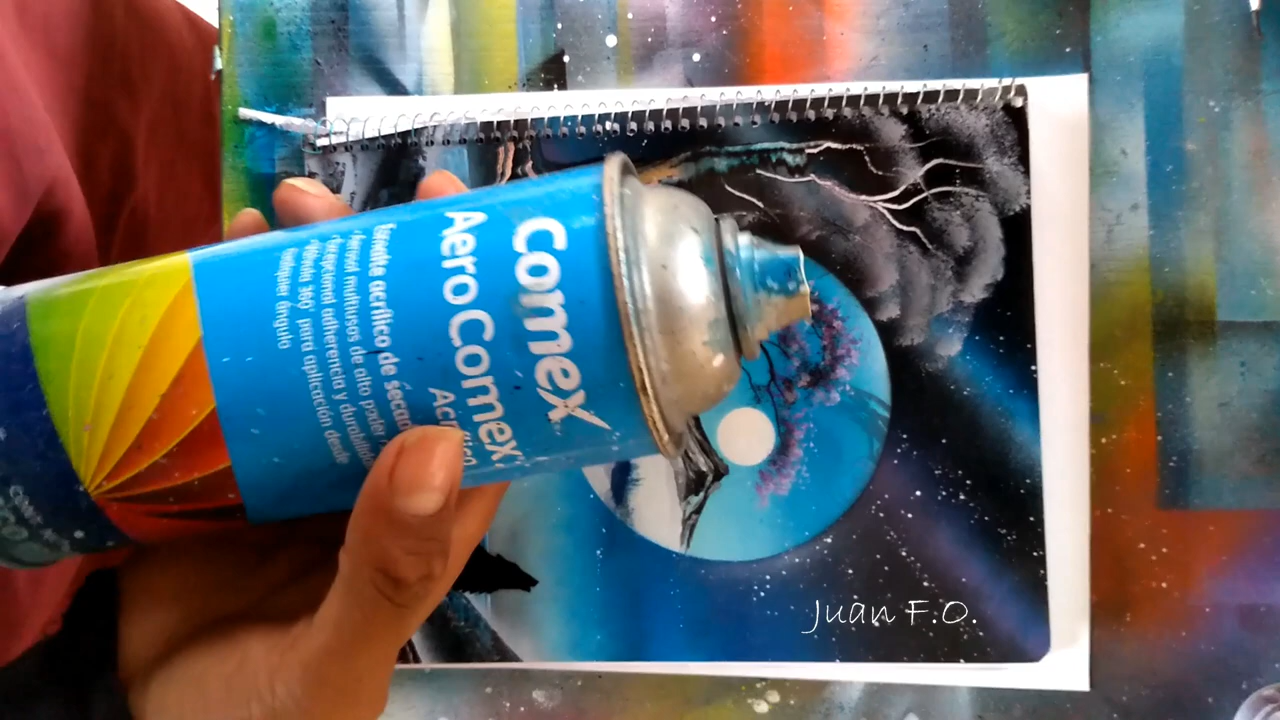 comex
AeroComex
Acrílico
acrílico de secado
Aerosol multiusos de alto poder,
excepcional adherencia y durabilidad
Válvula 360° para aplicación desde
cualquier ángulo
Juan F.O.